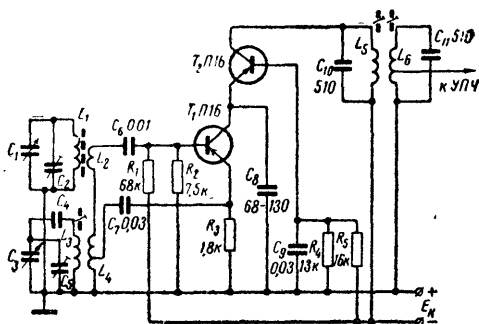 L5
L6
C11 510
C10
510
к УПЧ
T2 П16
T1 П16
L1
C6 0,01
C1
C2
L2
R1
68к
R2
7,5к
C8
68-130
C4
C7 0,03
C3
L3
C5
L4
R3
1,8к
C9
0,03
R4
13к
R5
16к
+
Eк
−